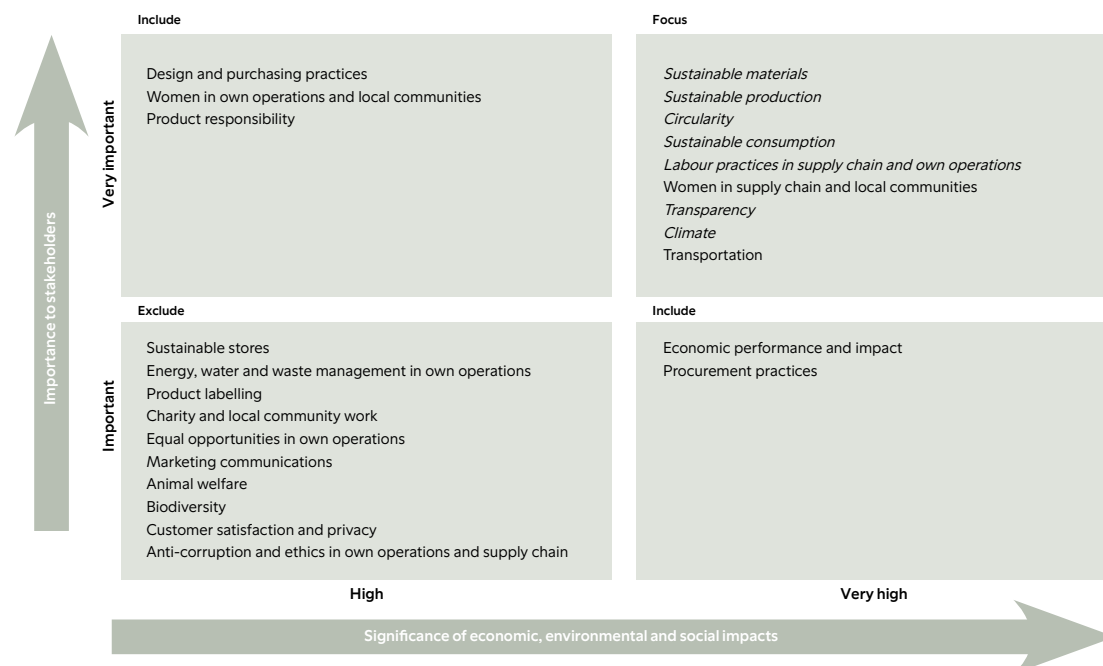 Include
Design and purchasing practices
Women in own operations and local communities
Product responsibility
Focus
Sustainable materials
Sustainable production
Circularity
Sustainable consumption
Labour practices in supply chain and own operations
Women in supply chain and local communities
Transparency
Climate
Transportation
Very important
Importance to stakeholders
Exclude
Sustainable stores
Energy, water and waste management in own operations
Product labelling
Charity and local community work
Equal opportunities in own operations
Marketing communications
Animal welfare
Biodiversity
Customer satisfaction and privacy
Anti-corruption and ethics in own operations and supply chain
Include
Economic performance and impact
Procurement practices
Important
High
Very high
Significance of economic, environmental and social impacts